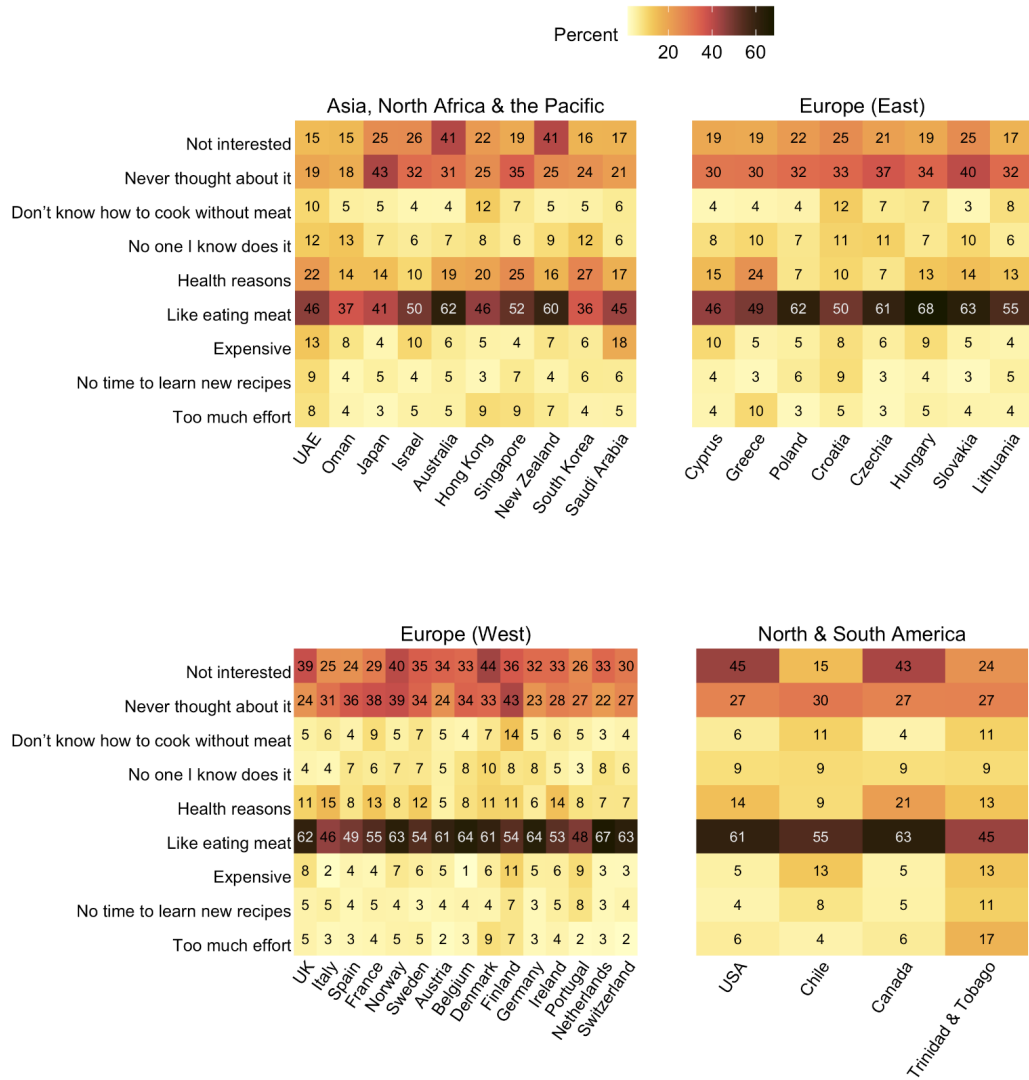 Percent
20 40 60
Asia, North Africa & the Pacific
Europe (East)
Not interested 15 15 25 26 41 22 19 41 16 17 19 19 22 25 21 19 25 17
Never thought about it 19 18 43 32 31 25 35 25 24 21 30 30 32 33 37 34 40 32
Don't know how to cook without meat 10 5 5 4 4 12 7 5 5 6 4 4 4 12 7 7 3 8
No one I know does it 12 13 7 6 7 8 6 9 12 6 8 10 7 11 11 7 10 6
Health reasons 22 14 14 10 19 20 25 16 27 17 15 24 7 10 7 13 14 13
Like eating meat 46 37 41 50 62 46 52 60 36 45 46 49 62 50 61 68 63 55
Expensive 13 8 4 10 6 5 4 7 6 18 10 5 5 8 6 9 5 4
No time to learn new recipes 9 4 5 4 5 3 7 4 6 6 4 3 6 9 3 4 3 5
Too much effort 8 4 3 5 5 9 9 7 4 5 4 10 3 5 3 5 4 4
UAE Oman Japan Israel Australia Hong Kong Singapore New Zealand South Korea Saudi Arabia Cyprus Greece Poland Croatia Czechia Hungary Slovakia Lithuania
Europe (West)
North & South America
Not interested 39 25 24 29 40 35 34 33 44 36 32 33 26 33 30 45 15 43 24
Never thought about it 24 31 36 38 39 34 24 34 33 43 23 28 27 22 27 27 30 27 27
Don't know how to cook without meat 5 6 4 9 5 7 5 4 7 14 5 6 5 3 4 6 11 4 11
No one I know does it 4 4 7 6 7 7 5 8 10 8 8 5 3 8 6 9 9 9 9
Health reasons 11 15 8 13 8 12 5 8 11 11 6 14 8 7 7 14 9 21 13
Like eating meat 62 46 49 55 63 54 61 64 61 54 64 53 48 67 63 61 55 63 45
Expensive 8 2 4 4 7 6 5 1 6 11 5 6 9 3 3 5 13 5 13
No time to learn new recipes 5 5 4 5 4 3 4 4 4 7 3 5 8 3 4 4 8 5 11
Too much effort 5 3 3 4 5 5 2 3 9 7 3 4 2 3 2 6 4 6 17
UK Italy Spain France Norway Sweden Austria Belgium Denmark Finland Germany Ireland Portugal Netherlands Switzerland USA Chile Canada Trinidad & Tobago